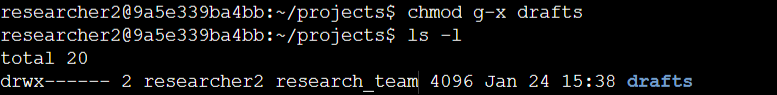 researcher2@9a5e339ba4bb:~/projects$ chmod g-x drafts
researcher2@9a5e339ba4bb:~/projects$ ls -l
total 20
drwx------ 2 researcher2 research_team 4096 Jan 24 15:38 drafts